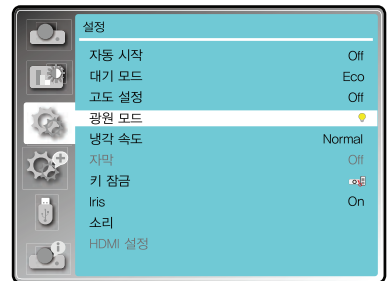 설정
자동 시작 Off
대기 모드 Eco
고도 설정 Off
광원 모드
냉각 속도 Normal
자막 Off
키 잠금
Iris On
소리
HDMI 설정